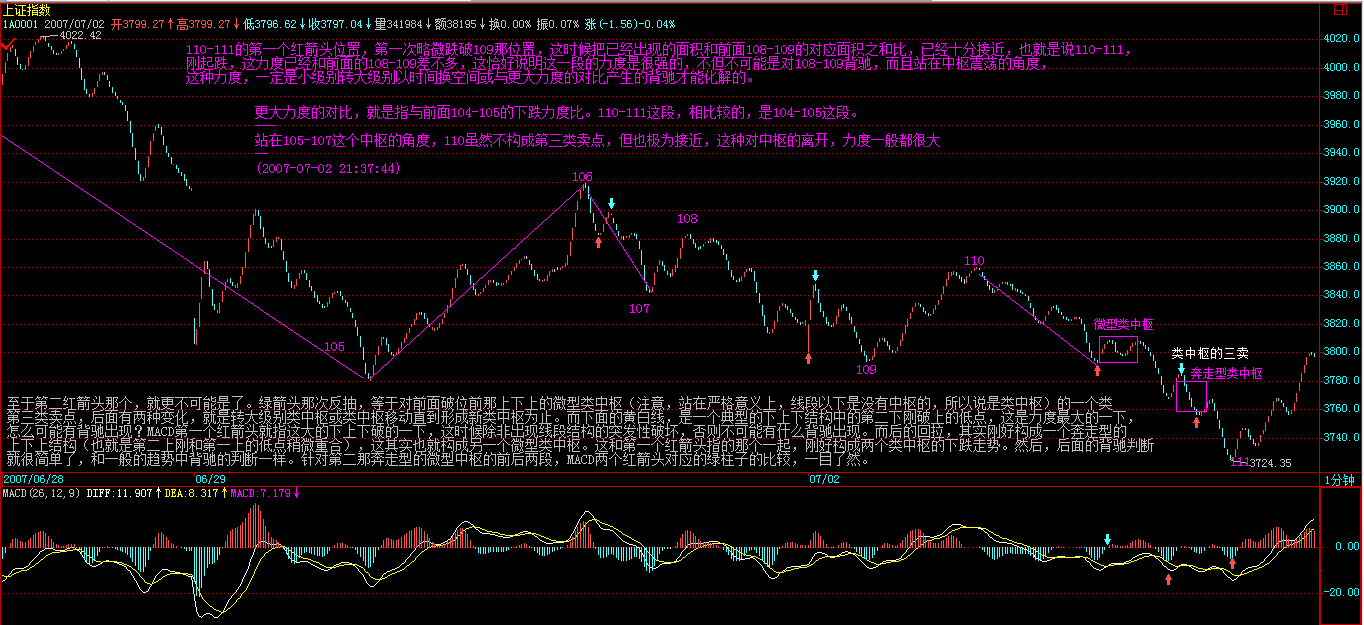 上证指数
1A0001 2007/07/02 开3799.27↑高3799.27↓低3796.62↓收3797.04↓量341984↓额38195↓换0.00% 振0.07% 涨(-1.56)-0.04%
4022.42
110-111的第一个红箭头位置，第一次略微跌破109那位置，这时候把已经出现的面积和前面108-109的对应面积之和比，已经十分接近，也就是说110-111，
刚起跌，这力度已经和前面的108-109差不多，这恰好说明这一段的力度是很强的，不但不可能是对108-109背驰，而且站在中枢震荡的角度，
这种力度，一定是小级别转大级别以时间换空间或与更大力度的对比产生的背驰才能化解的。
更大力度的对比，就是指与前面104-105的下跌力度比。110-111这段，相比较的，是104-105这段。
站在105-107这个中枢的角度，110虽然不构成第三类卖点，但也极为接近，这种对中枢的离开，力度一般都很大
(2007-07-02 21:37:44)
4020.0
4000.0
3980.0
3960.0
3940.0
3920.0
3900.0
3880.0
3860.0
3840.0
3820.0
3800.0
3780.0
3760.0
3740.0
106
108
107
110
105
109
微型类中枢
类中枢的三卖
奔走型类中枢
至于第二红箭头那个，就更不可能是了。绿箭头那次反抽，等于对前面破位前那上下上的微型类中枢（注意，站在严格意义上，线段以下是没有中枢的，所以说是类中枢）的一个类
第三类卖点，后面有两种变化，就是转大级别类中枢或类中枢移动直到形成新类中枢为止。而下面的黄白线，是一个典型的下上下结构中的第二下刚破上的低点，这是力度最大的一下，
怎么可能有背驰出现？MACD第一个红箭头就指这大的下上下破的一下，这时候除非出现线段结构的突发性破坏，否则不可能有什么背驰出现。而后的回拉，其实刚好构成一个奔走型的
上下上结构（也就是第一上刚和第一下的低点稍微重合），这其实也就构成另一个微型类中枢。这和第一个红箭头指的那个一起，刚好构成两个类中枢的下跌走势。然后，后面的背驰判断
就很简单了，和一般的趋势中背驰的判断一样。针对第二那奔走型的微型中枢的前后两段，MACD两个红箭头对应的绿柱子的比较，一目了然。
111
3724.35
2007/06/28
06/29
07/02
1分钟
MACD(26,12,9) DIFF:11.907↑DEA:8.317↑MACD:7.179↓
0.00
-20.00